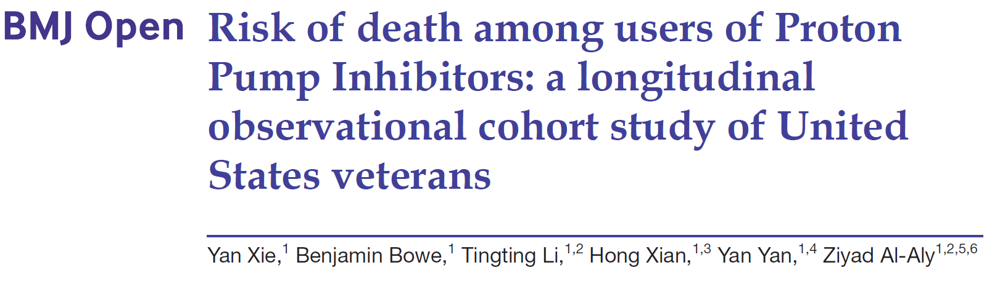 BMJ Open Risk of death among users of Proton
Pump Inhibitors: a longitudinal
observational cohort study of United
States veterans
Yan Xie,1 Benjamin Bowe,1 Tingting Li,1,2 Hong Xian,1,3 Yan Yan,1,4 Ziyad Al-Aly1,2,5,6